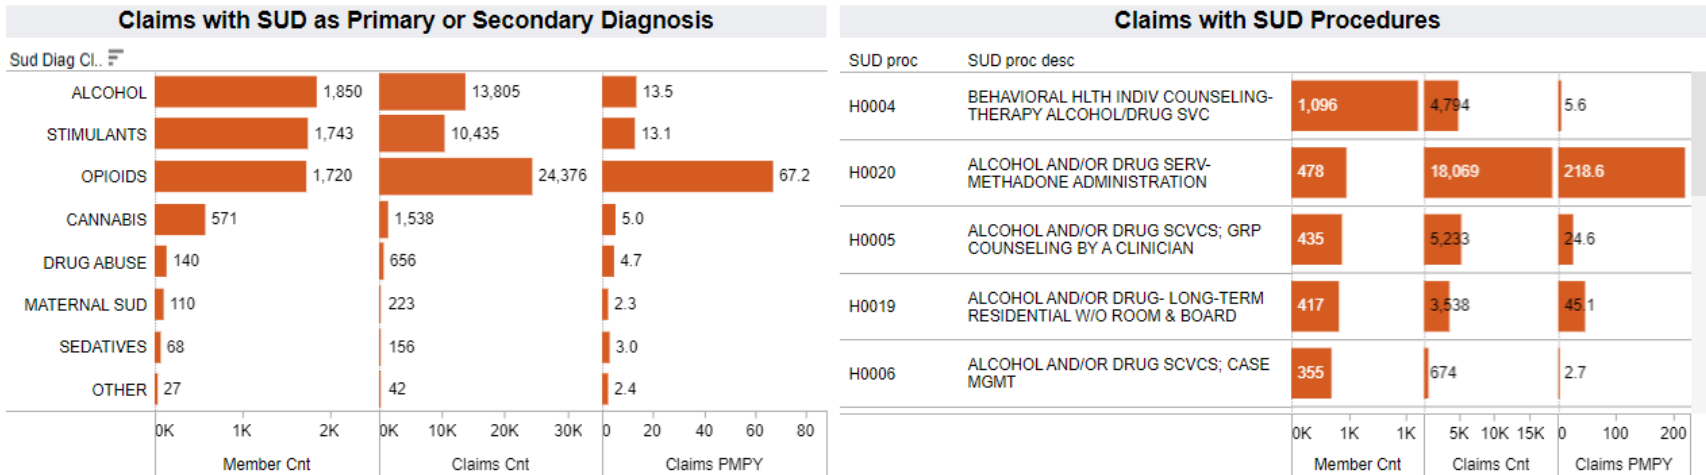 Claims with SUD as Primary or Secondary Diagnosis
Sud Diag Cl..
ALCOHOL 1,850 13,805 13.5
STIMULANTS 1,743 10,435 13.1
OPIOIDS 1,720 24,376 67.2
CANNABIS 571 1,538 5.0
DRUG ABUSE 140 656 4.7
MATERNAL SUD 110 223 2.3
SEDATIVES 68 156 3.0
OTHER 27 42 2.4
0K 1K 2K 0K 10K 20K 30K 0 20 40 60 80
Member Cnt Claims Cnt Claims PMPY
Claims with SUD Procedures
SUD proc SUD proc desc
H0004 BEHAVIORAL HLTH INDIV COUNSELING-
THERAPY ALCOHOL/DRUG SVC
1,096 4,794 5.6
H0020 ALCOHOL AND/OR DRUG SERV-
METHADONE ADMINISTRATION
478 18,069 218.6
H0005 ALCOHOL AND/OR DRUG SCVCS; GRP
COUNSELING BY A CLINICIAN
435 5,233 24.6
H0019 ALCOHOL AND/OR DRUG- LONG-TERM
RESIDENTIAL W/O ROOM & BOARD
417 3,538 45.1
H0006 ALCOHOL AND/OR DRUG SCVCS; CASE
MGMT
355 674 2.7
0K 1K 1K 5K 10K 15K 0 100 200
Member Cnt Claims Cnt Claims PMPY